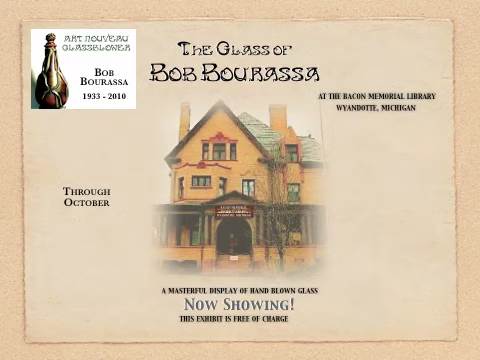 ART NOUVEAU
GLASSBLOWER
BOB
BOURASSA
1933 - 2010
THE GLASS OF
BOB BOURASSA
AT THE BACON MEMORIAL LIBRARY
WYANDOTTE, MICHIGAN
THROUGH
OCTOBER
A MASTERFUL DISPLAY OF HAND BLOWN GLASS
NOW SHOWING!
THIS EXHIBIT IS FREE OF CHARGE